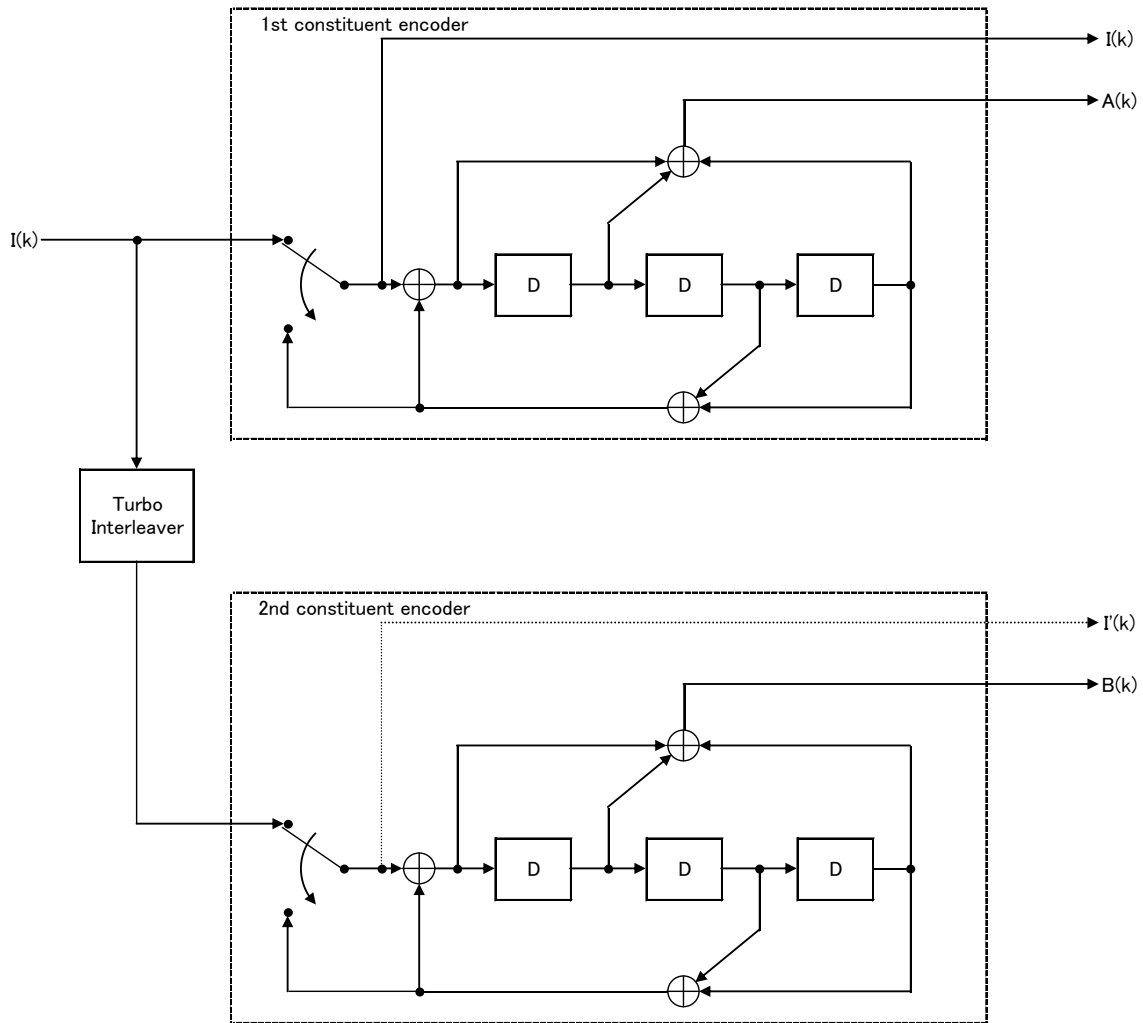 1st constituent encoder
I(k)
A(k)
I(k)
D
D
D
Turbo
Interleaver
2nd constituent encoder
I'(k)
B(k)
D
D
D